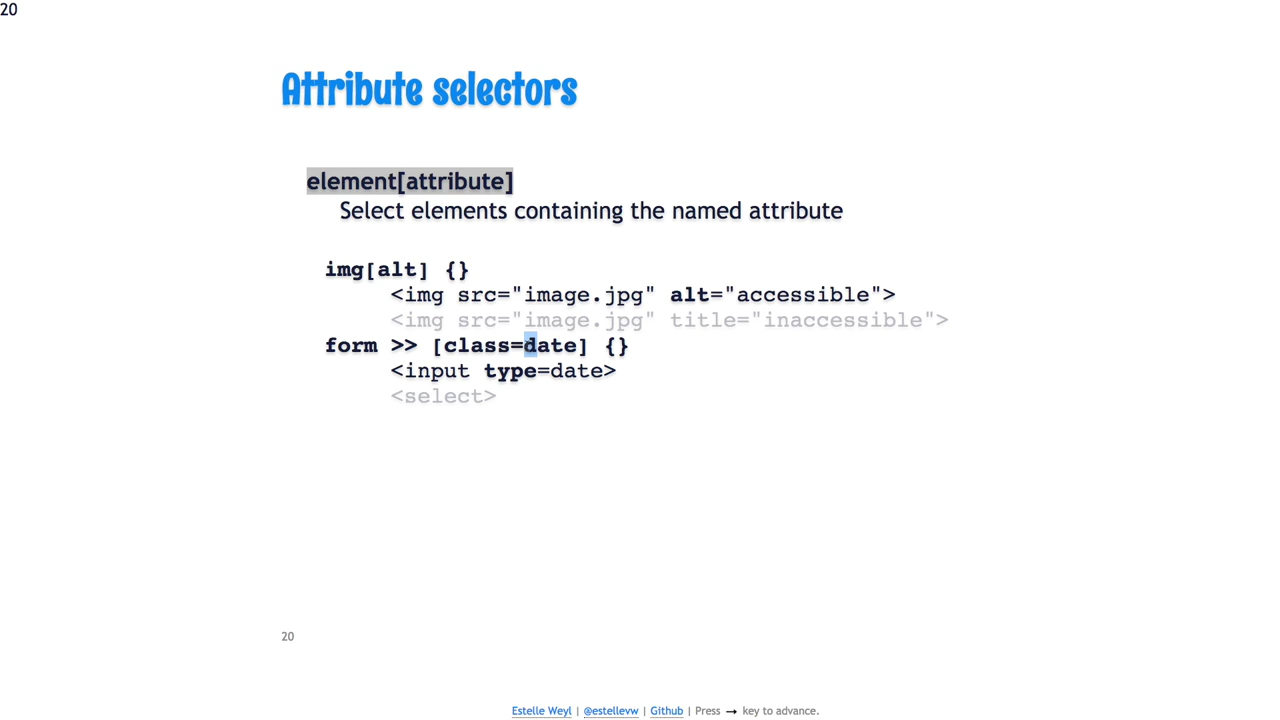 20
Attribute selectors
element[attribute]
Select elements containing the named attribute
img[alt] {}
<img src="image.jpg" alt="accessible">
<img src="image.jpg" title="inaccessible">
form >> [class=date] {}
<input type=date>
<select>
20
Estelle Weyl | @estellevw | Github | Press → key to advance.